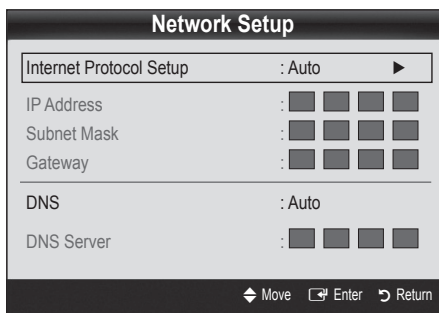 Network Setup
Internet Protocol Setup : Auto ►
IP Address :
Subnet Mask :
Gateway :
DNS : Auto
DNS Server :
Move Enter Return